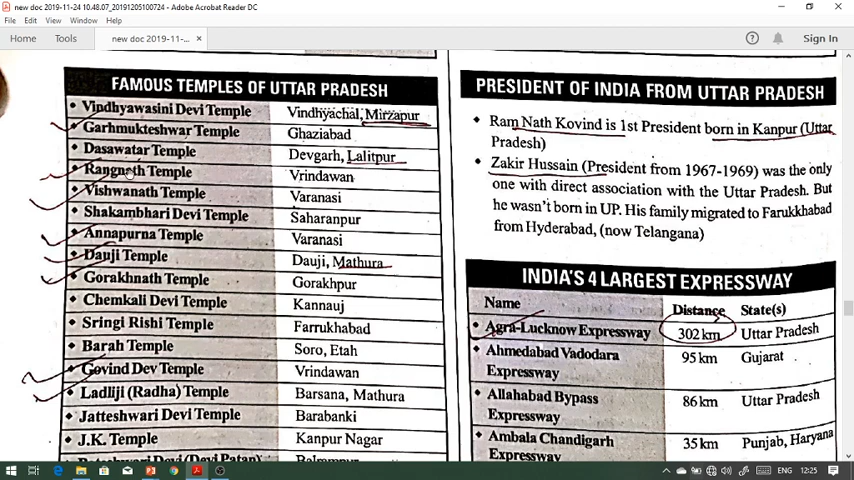 new doc 2019-11-24 10.48.07_20191205100724 - Adobe Acrobat Reader DC
File Edit View Window Help
Home Tools new doc 2019-11-... × Sign In
FAMOUS TEMPLES OF UTTAR PRADESH
Vindhyawasini Devi Temple Vindhyachal, Mirzapur
Garhmukteshwar Temple Ghaziabad
Dasawatar Temple Devgarh, Lalitpur
Rangnath Temple Vrindawan
Vishwanath Temple Varanasi
Shakambhari Devi Temple Saharanpur
Annapurna Temple Varanasi
Dauji Temple Dauji, Mathura
Gorakhnath Temple Gorakhpur
Chemkali Devi Temple Kannauj
Sringi Rishi Temple Farrukhabad
Barah Temple Soro, Etah
Govind Dev Temple Vrindawan
Ladliji (Radha) Temple Barsana, Mathura
Jatteshwari Devi Temple Barabanki
J.K. Temple Kanpur Nagar
PRESIDENT OF INDIA FROM UTTAR PRADESH
Ram Nath Kovind is 1st President born in Kanpur (Uttar
Pradesh)
Zakir Hussain (President from 1967-1969) was the only
one with direct association with the Uttar Pradesh. But
he wasn't born in UP. His family migrated to Farukkhabad
from Hyderabad, (now Telangana)
INDIA'S 4 LARGEST EXPRESSWAY
Name Distance State(s)
Agra-Lucknow Expressway 302 km Uttar Pradesh
Ahmedabad Vadodara 95 km Gujarat
Expressway
Allahabad Bypass 86 km Uttar Pradesh
Expressway
Ambala Chandigarh 35 km Punjab, Haryana
Expressway
ENG 12:25